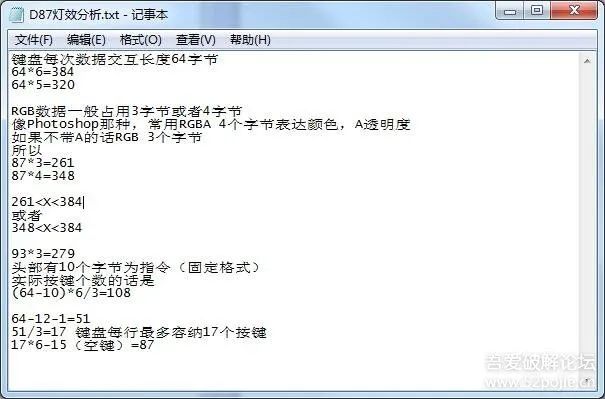 D87灯效分析.txt - 记事本
文件(F) 编辑(E) 格式(O) 查看(V) 帮助(H)
键盘每次数据交互长度64字节
64*6=384
64*5=320
RGB数据一般占用3字节或者4字节
像Photoshop那种，常用RGBA 4个字节表达颜色，A透明度
如果不带A的话RGB 3个字节
所以
87*3=261
87*4=348
261<X<384
或者
348<X<384
93*3=279
头部有10个字节为指令（固定格式）
实际按键个数的话是
(64-10)*6/3=108
64-12-1=51
51/3=17 键盘每行最多容纳17个按键
17*6-15（空键）=87
吾爱破解论坛
www.52pojie.cn